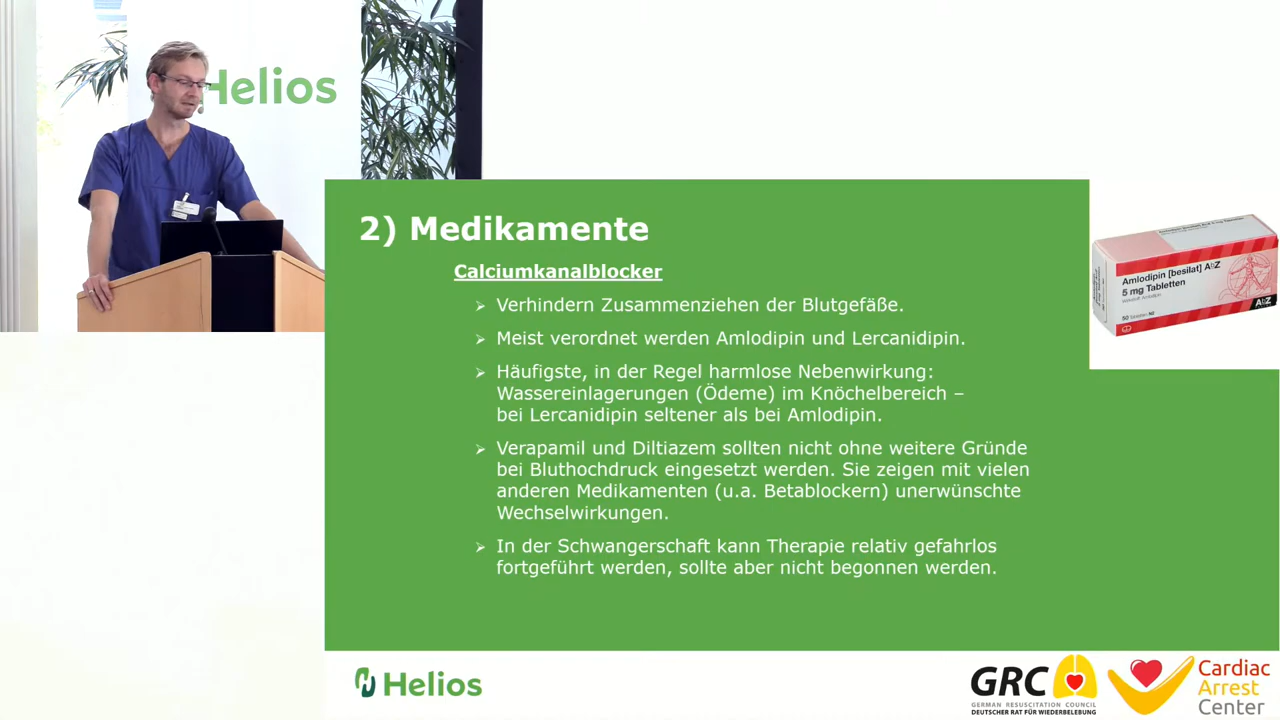 Helios
2) Medikamente
Calciumkanalblocker
Verhindern Zusammenziehen der Blutgefäße.
Meist verordnet werden Amlodipin und Lercanidipin.
Häufigste, in der Regel harmlose Nebenwirkung:
Wassereinlagerungen (Ödeme) im Knöchelbereich –
bei Lercanidipin seltener als bei Amlodipin.
Verapamil und Diltiazem sollten nicht ohne weitere Gründe
bei Bluthochdruck eingesetzt werden. Sie zeigen mit vielen
anderen Medikamenten (u.a. Betablockern) unerwünschte
Wechselwirkungen.
In der Schwangerschaft kann Therapie relativ gefahrlos
fortgeführt werden, sollte aber nicht begonnen werden.
Amlodipin [besilat] AbZ
5 mg Tabletten
50 Tabletten N2
AbZ
Helios
GRC
GERMAN RESUSCITATION COUNCIL
DEUTSCHER RAT FÜR WIEDERBELEBUNG
Cardiac
Arrest
Center